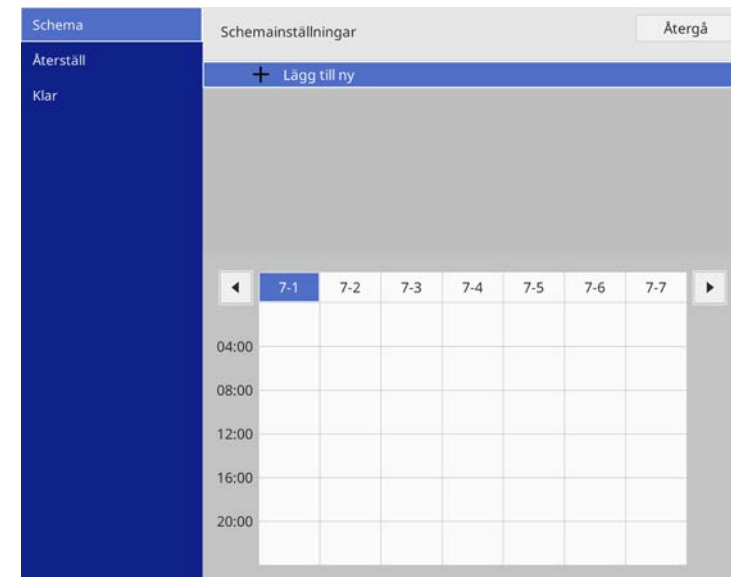 Schema
Återställ
Klar
Schemainställningar
Återgå
+ Lägg till ny
7-1 7-2 7-3 7-4 7-5 7-6 7-7
04:00
08:00
12:00
16:00
20:00